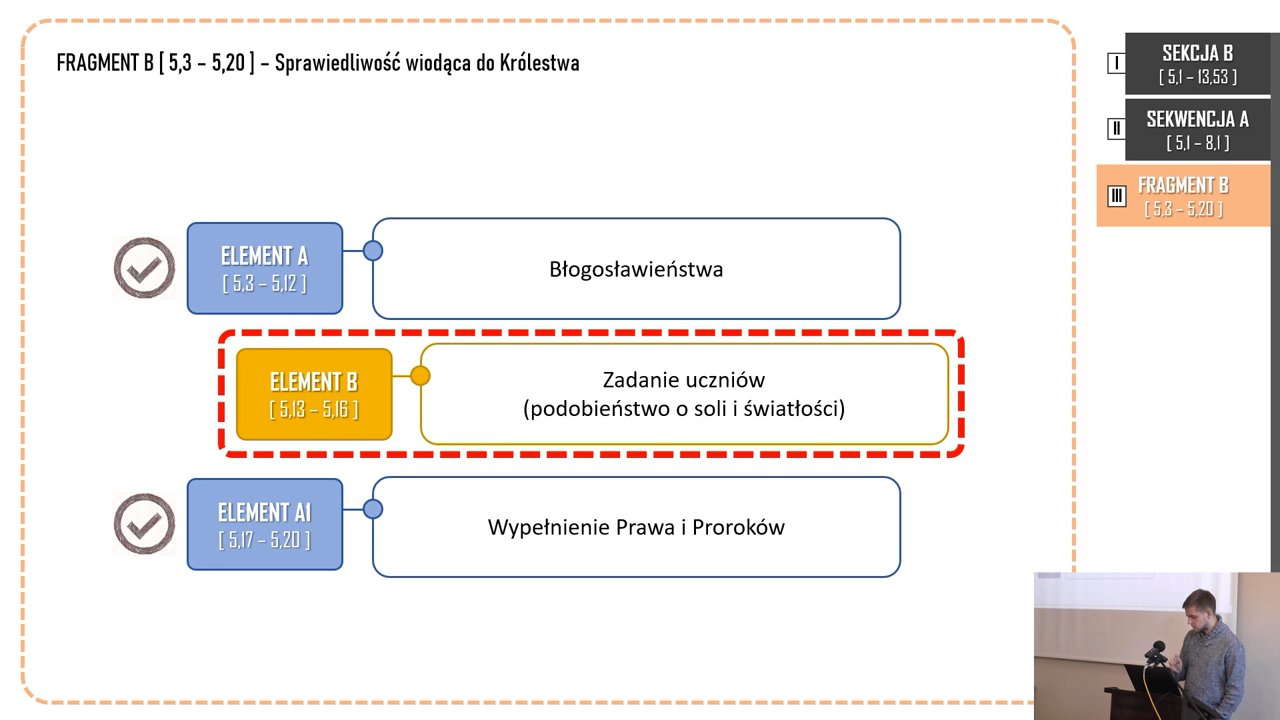 FRAGMENT B [ 5,3 – 5,20 ] – Sprawiedliwość wiodąca do Królestwa
I
SEKCJA B
[ 5,1 – 13,53 ]
II
SEKWENCJA A
[ 5,1 – 8,1 ]
III
FRAGMENT B
[ 5,3 – 5,20 ]
ELEMENT A
[ 5,3 – 5,12 ]
Błogosławieństwa
ELEMENT B
[ 5,13 – 5,16 ]
Zadanie uczniów
(podobieństwo o soli i światłości)
ELEMENT A1
[ 5,17 – 5,20 ]
Wypełnienie Prawa i Proroków